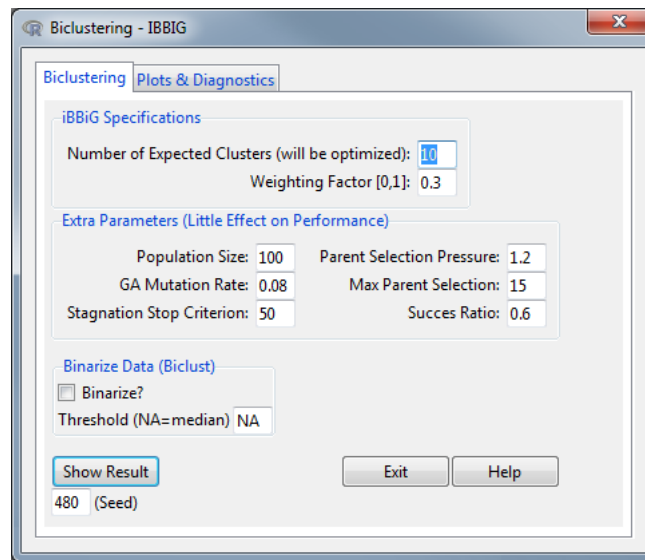 Biclustering - IBBIG
Biclustering Plots & Diagnostics
iBBiG Specifications
Number of Expected Clusters (will be optimized): 10
Weighting Factor [0,1]: 0.3
Extra Parameters (Little Effect on Performance)
Population Size: 100 Parent Selection Pressure: 1.2
GA Mutation Rate: 0.08 Max Parent Selection: 15
Stagnation Stop Criterion: 50 Succes Ratio: 0.6
Binarize Data (Biclust)
Binarize?
Threshold (NA=median) NA
Show Result Exit Help
480 (Seed)